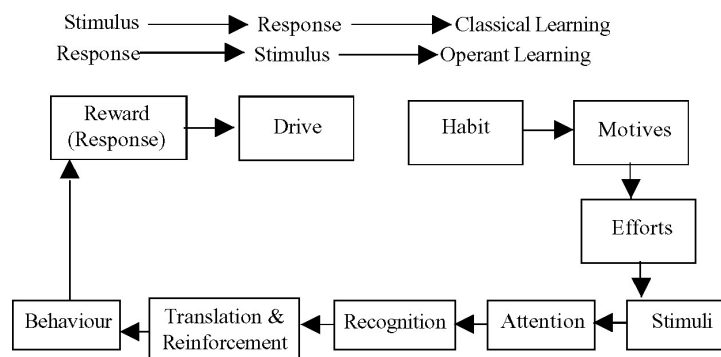 Stimulus Response Classical Learning
Response Stimulus Operant Learning
Reward
(Response)
Drive
Habit
Motives
Efforts
Behaviour
Translation &
Reinforcement
Recognition
Attention
Stimuli